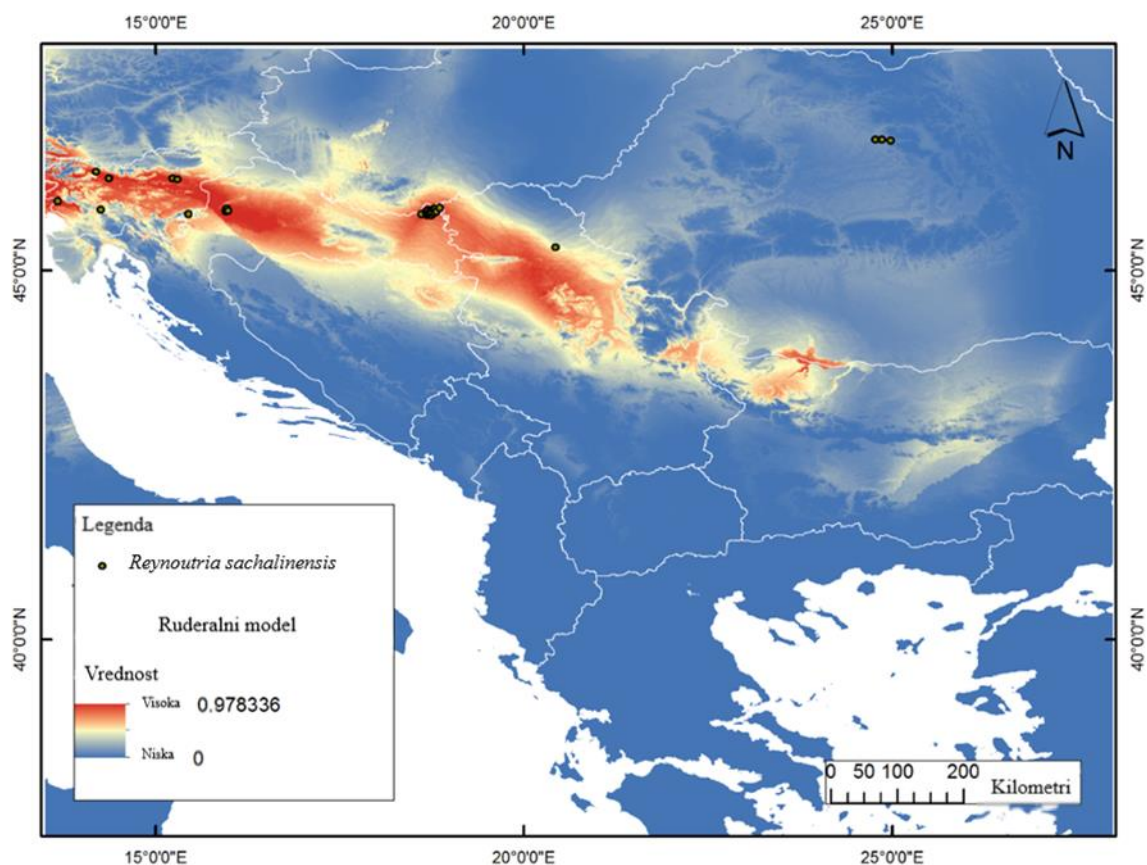 15°0'0"E 20°0'0"E 25°0'0"E
45°0'0"N 45°0'0"N
40°0'0"N 40°0'0"N
N
Legenda
Reynoutria sachalinensis
Ruderalni model
Vrednost
Visoka 0.978336
Niska 0
0 50 100 200
Kilometri
15°0'0"E 20°0'0"E 25°0'0"E